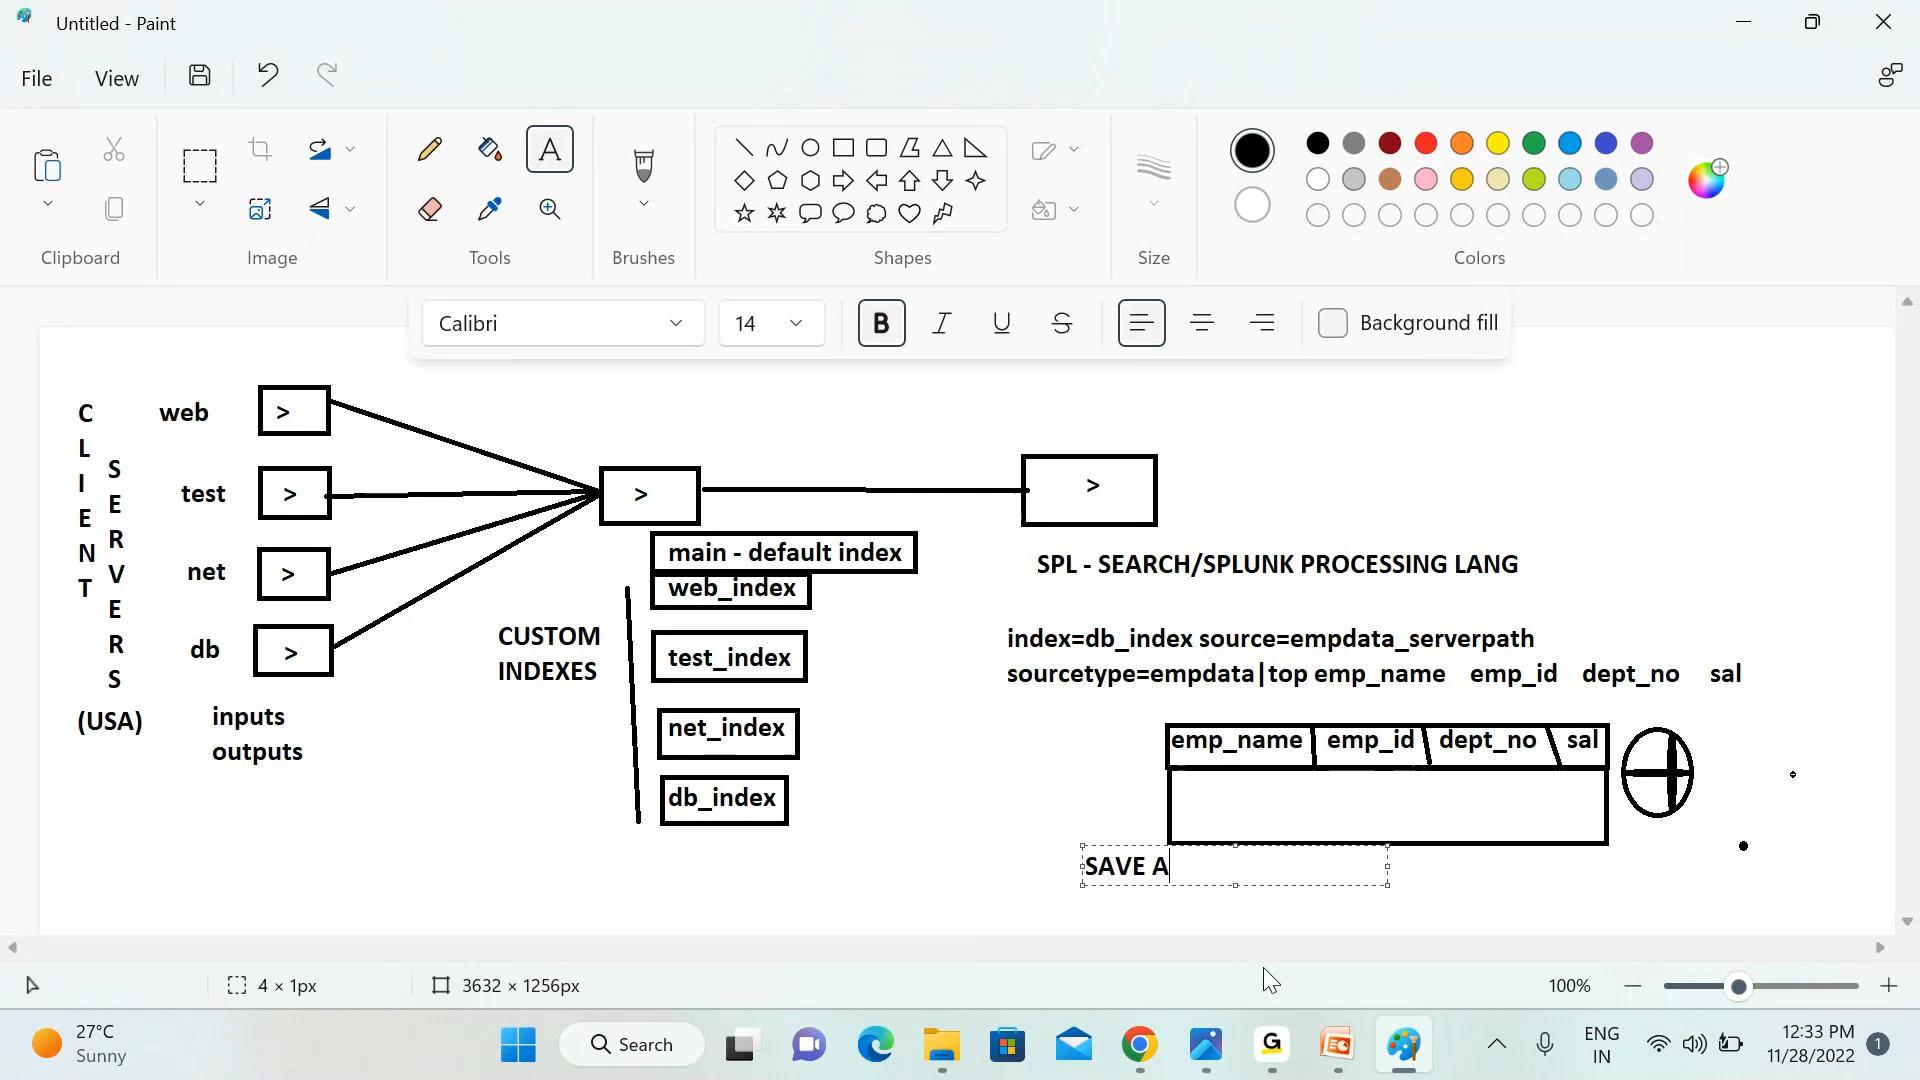 Untitled - Paint
File View
Clipboard
Image
Tools
Brushes
Shapes
Size
Colors
Calibri
14
B
Background fill
C
L
I
E
N
T
S
E
R
V
E
R
S
(USA)
web
>
test
>
net
>
db
>
inputs
outputs
>
main - default index
web_index
CUSTOM
INDEXES
test_index
net_index
db_index
>
SPL - SEARCH/SPLUNK PROCESSING LANG
index=db_index source=empdata_serverpath
sourcetype=empdata|top emp_name emp_id dept_no sal
emp_name emp_id dept_no sal
SAVE A
4 × 1px
3632 × 1256px
100%
27°C
Sunny
Search
ENG
IN
12:33 PM
11/28/2022
1